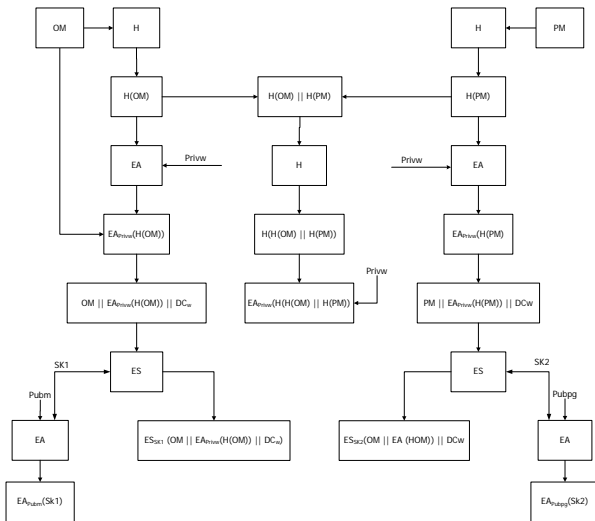 OM
H
H
PM
H(OM)
H(OM) || H(PM)
H(PM)
EA
Privw
H
Privw
EA
EAPrivw(H(OM))
H(H(OM) || H(PM))
EAPrivw(H(PM)
Privw
OM || EAPrivw(H(OM)) || DCw
EAPrivw(H(H(OM) || H(PM))
PM || EAPrivw(H(PM)) || DCw
SK1
ES
ES
SK2
Pubm
Pubpg
EA
ESSK1 (OM || EAPrivw(H(OM)) || DCw)
ESSK2(OM || EA (HOM)) || DCw
EA
EAPubm(Sk1)
EAPubpg(Sk2)